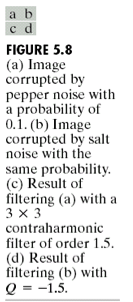 a b
c d
FIGURE 5.8
(a) Image
corrupted by
pepper noise with
a probability of
0.1. (b) Image
corrupted by salt
noise with the
same probability.
(c) Result of
filtering (a) with a
3 × 3
contraharmonic
filter of order 1.5.
(d) Result of
filtering (b) with
Q = −1.5.